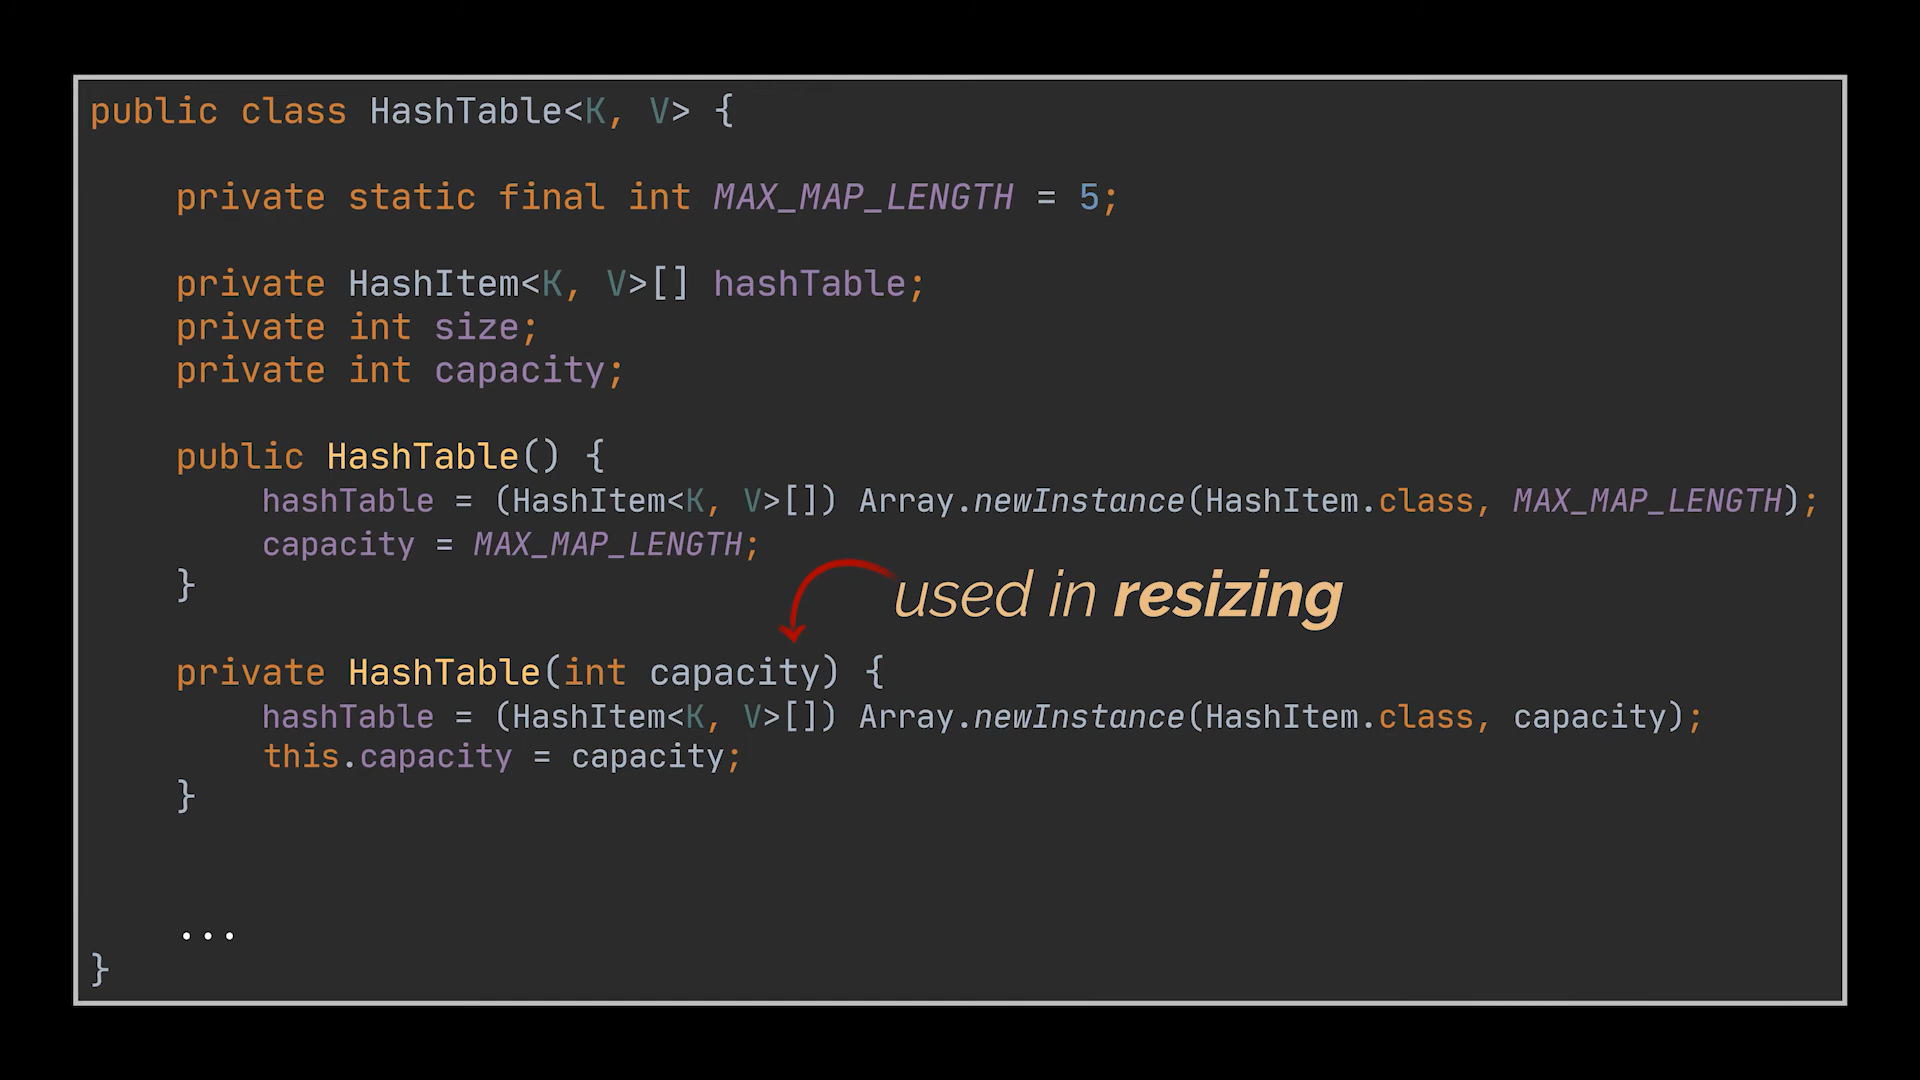 public class HashTable<K, V> {
private static final int MAX_MAP_LENGTH = 5;
private HashItem<K, V>[] hashTable;
private int size;
private int capacity;
public HashTable() {
hashTable = (HashItem<K, V>[]) Array.newInstance(HashItem.class, MAX_MAP_LENGTH);
capacity = MAX_MAP_LENGTH;
}
used in resizing
private HashTable(int capacity) {
hashTable = (HashItem<K, V>[]) Array.newInstance(HashItem.class, capacity);
this.capacity = capacity;
}
...
}